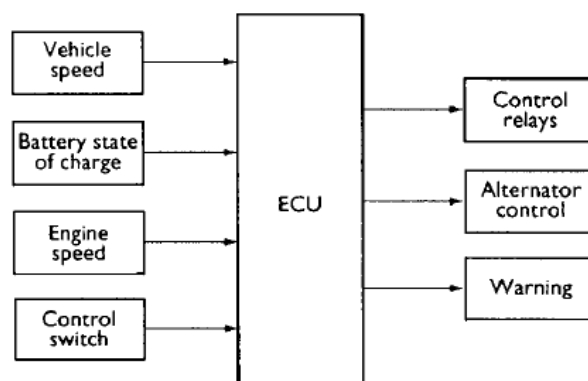 Vehicle
speed
Battery state
of charge
Engine
speed
Control
switch
ECU
Control
relays
Alternator
control
Warning